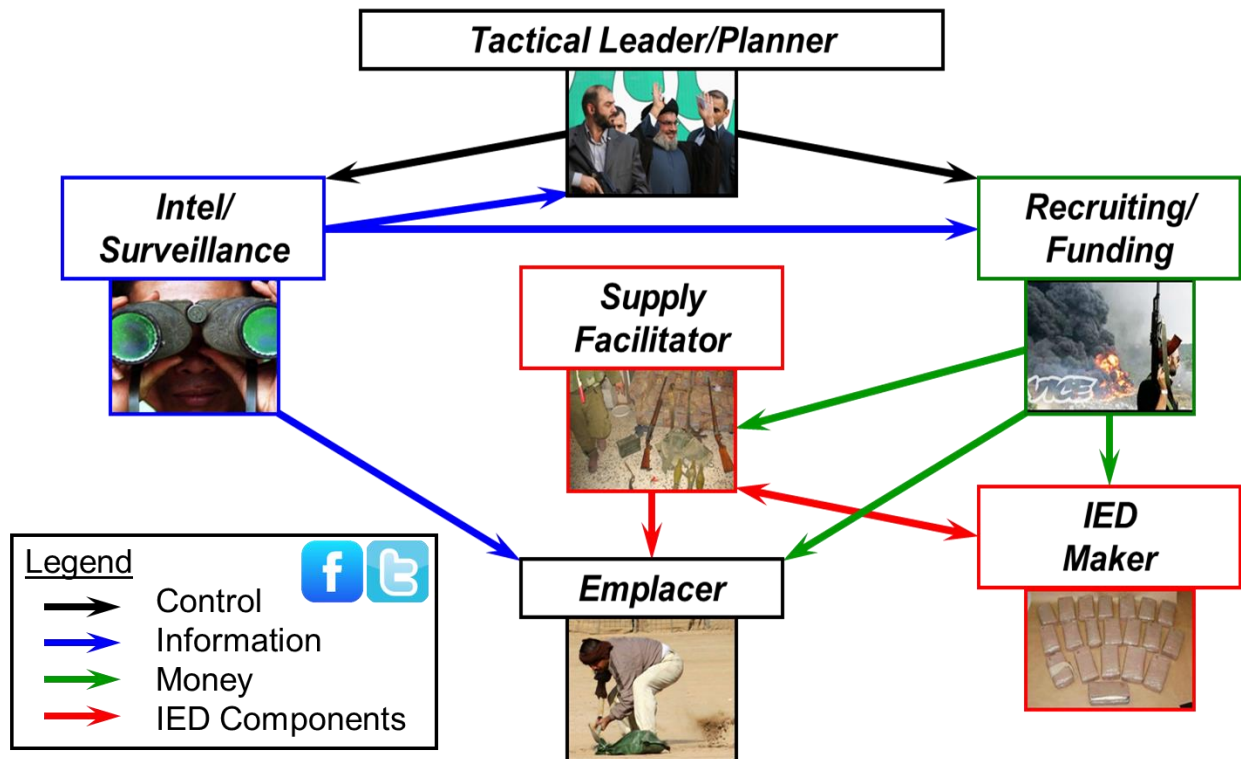 Tactical Leader/Planner
Intel/
Surveillance
Recruiting/
Funding
Supply
Facilitator
VICE
IED
Maker
Emplacer
Legend
f t
Control
Information
Money
IED Components